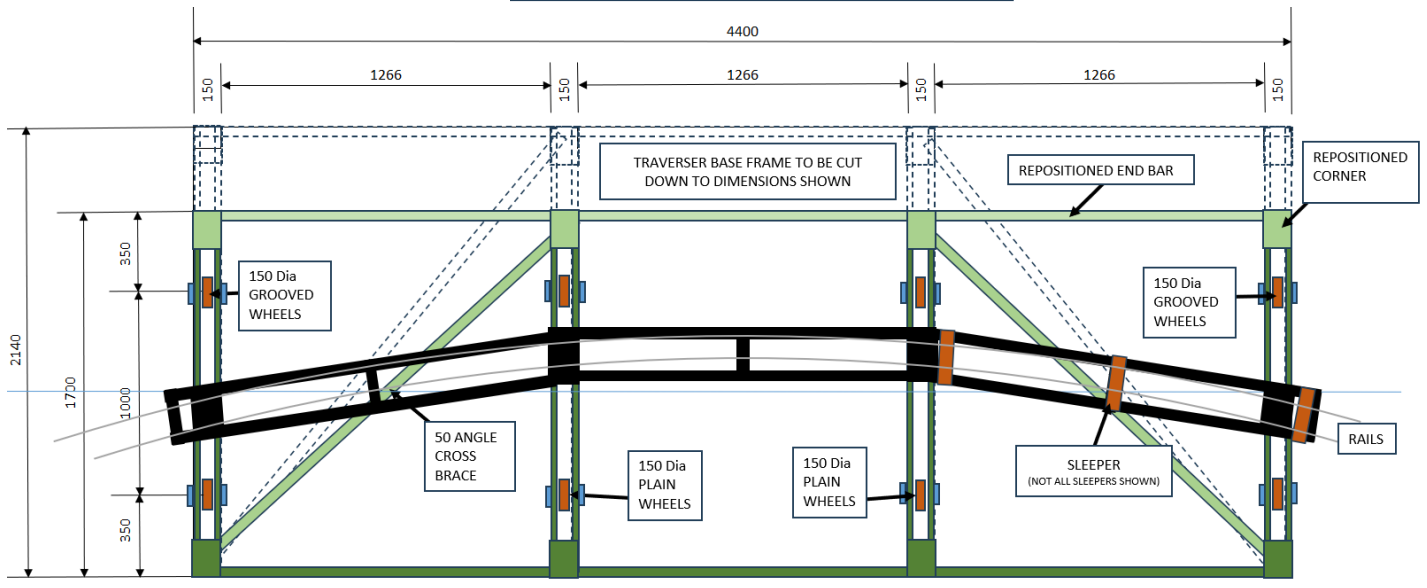 4400
1266
1266
1266
150
150
150
150
TRAVERSER BASE FRAME TO BE CUT
DOWN TO DIMENSIONS SHOWN
REPOSITIONED END BAR
REPOSITIONED
CORNER
350
150 Dia
GROOVED
WHEELS
150 Dia
GROOVED
WHEELS
2140
1700
1000
50 ANGLE
CROSS
BRACE
150 Dia
PLAIN
WHEELS
150 Dia
PLAIN
WHEELS
SLEEPER
(NOT ALL SLEEPERS SHOWN)
RAILS
350